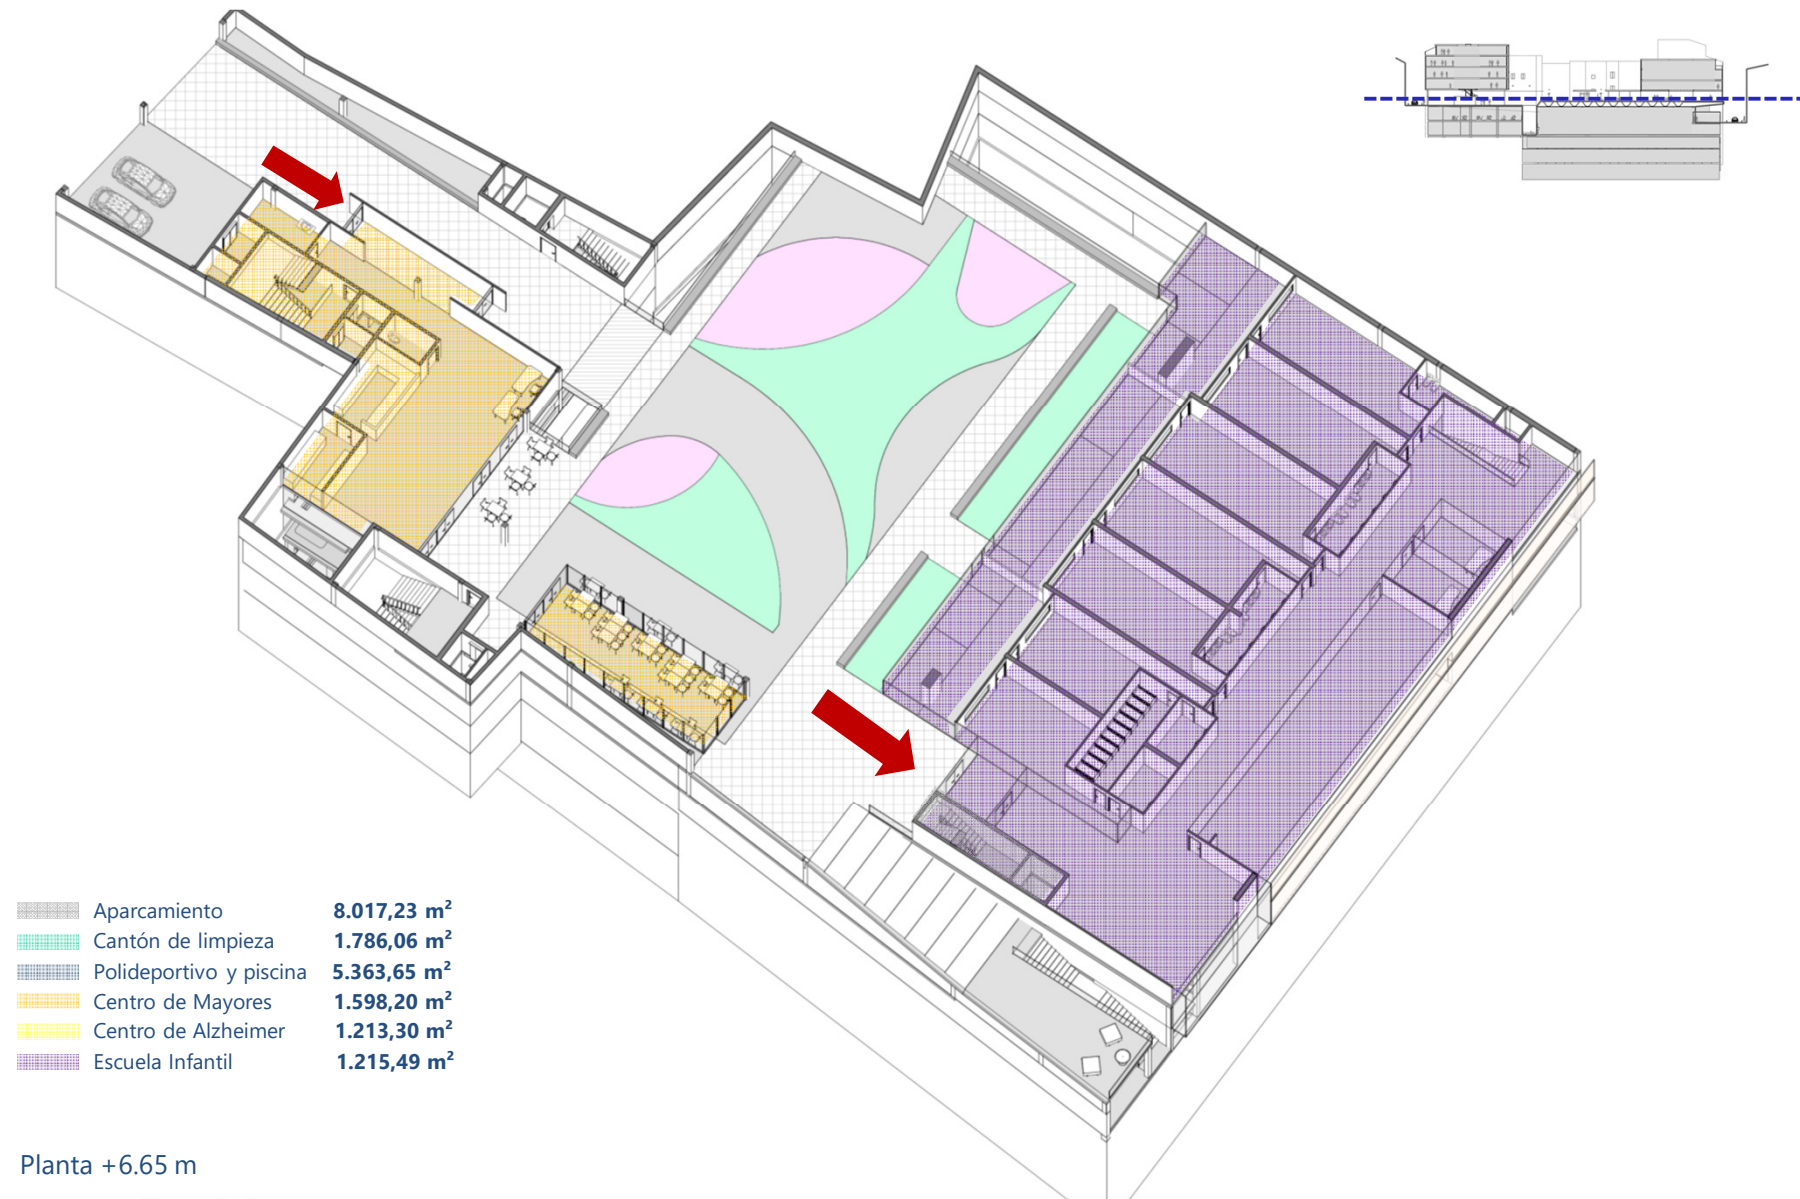 Aparcamiento 8.017,23 m²
Cantón de limpieza 1.786,06 m²
Polideportivo y piscina 5.363,65 m²
Centro de Mayores 1.598,20 m²
Centro de Alzheimer 1.213,30 m²
Escuela Infantil 1.215,49 m²
Planta +6.65 m